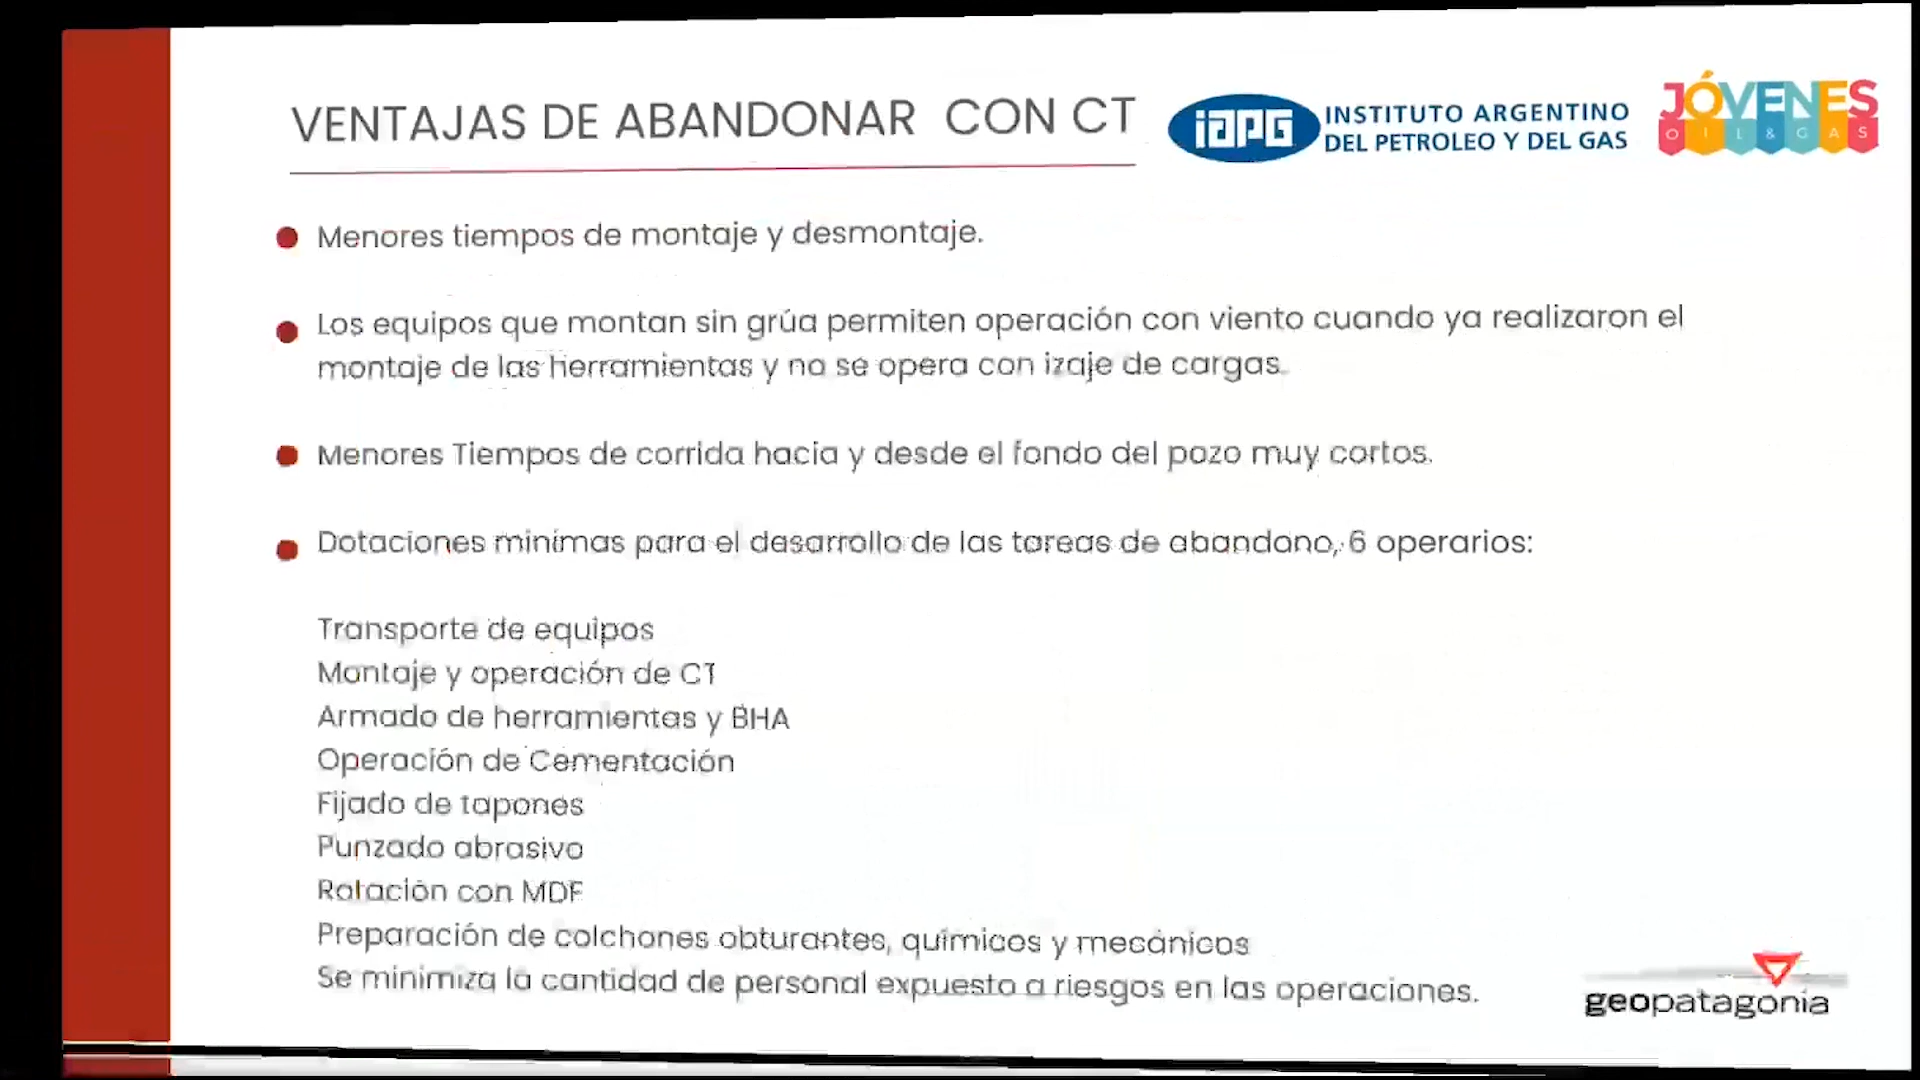 VENTAJAS DE ABANDONAR CON CT
iAPG INSTITUTO ARGENTINO
DEL PETROLEO Y DEL GAS
JÓVENES
OIL & GAS
Menores tiempos de montaje y desmontaje.
Los equipos que montan sin grúa permiten operación con viento cuando ya realizaron el
montaje de las herramientas y no se opera con izaje de cargas.
Menores Tiempos de corrida hacia y desde el fondo del pozo muy cortos.
Dotaciones minimas para el desarrollo de las tareas de abandono, 6 operarios:
Transporte de equipos
Montaje y operación de CT
Armado de herramientas y BHA
Operación de Cementación
Fijado de tapones
Punzado abrasivo
Rotación con MDF
Preparación de colchones obturantes, químicos y mecánicos
Se minimiza la cantidad de personal expuesto a riesgos en las operaciones.
geopatagonia